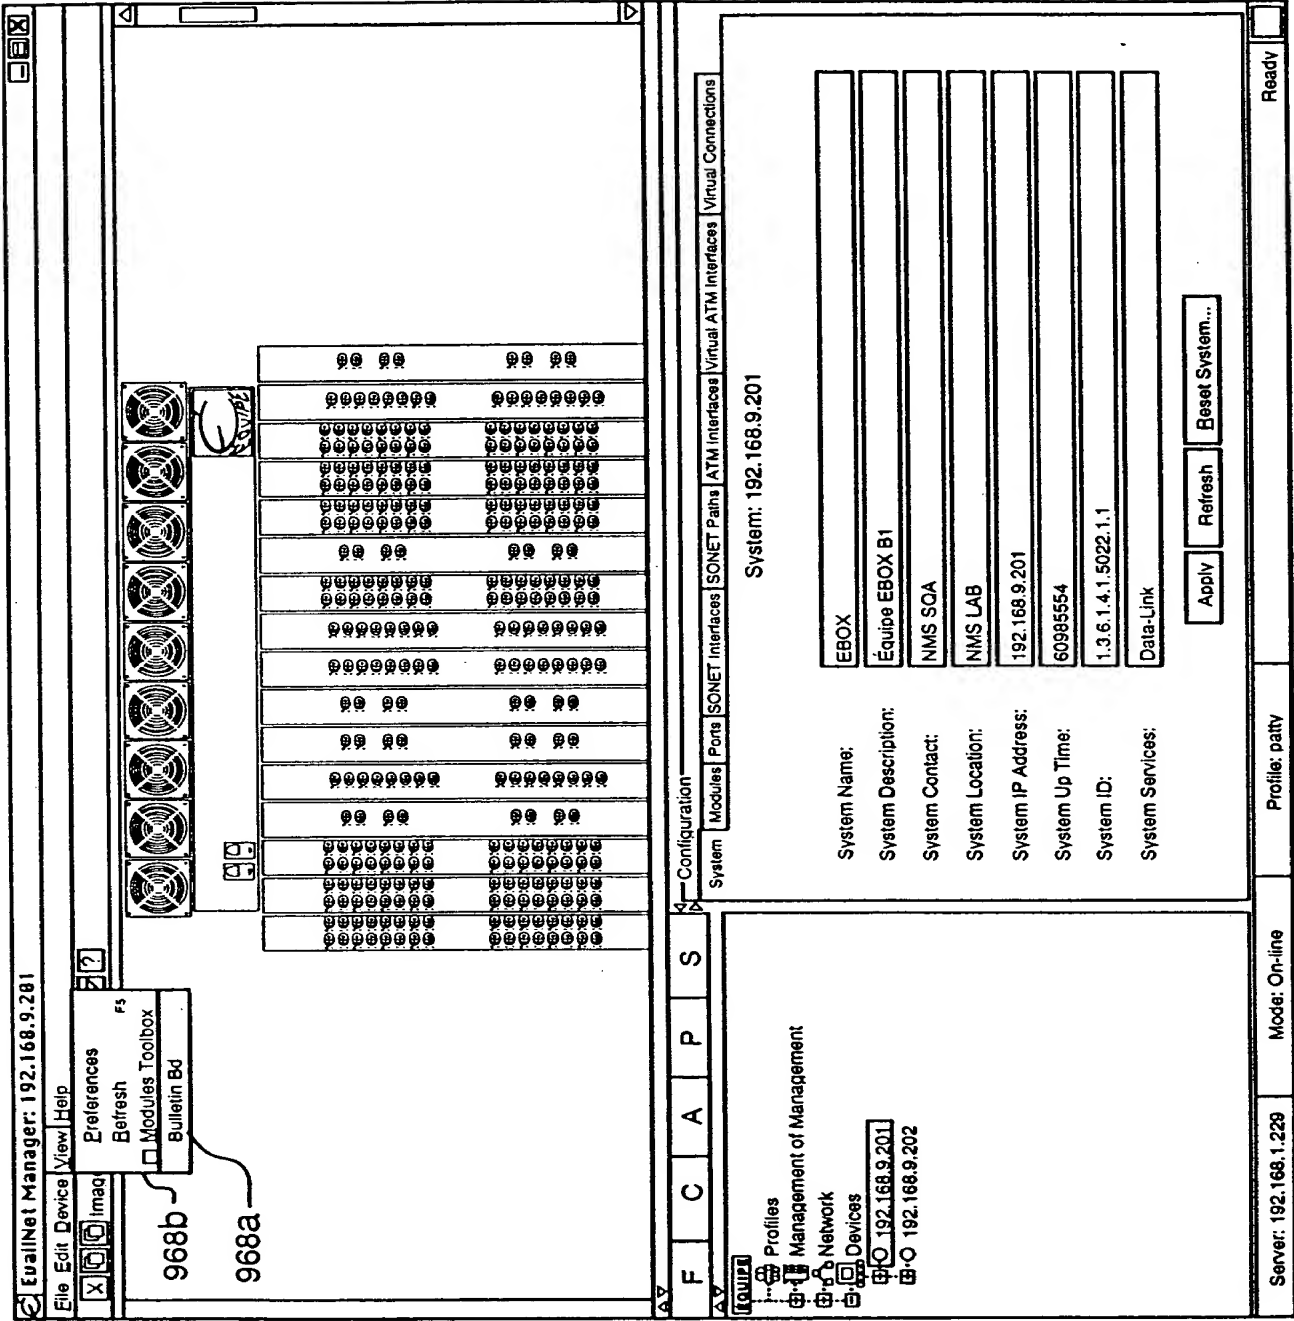 EvallNet Manager: 192.168.9.201
File Edit Device View Help
Imag
?
Preferences
Refresh F5
Modules Toolbox
Bulletin Bd
968b
968a
F C A P S
EQUIPE
Profiles
Management of Management
Network
Devices
192.168.9.201
192.168.9.202
Configuration
System Modules Ports SONET Interfaces SONET Paths ATM Interfaces Virtual ATM Interfaces Virtual Connections
System: 192.168.9.201
System Name: EBOX
System Description: Équipe EBOX B1
System Contact: NMS SQA
System Location: NMS LAB
System IP Address: 192.168.9.201
System Up Time: 60985554
System ID: 1.3.6.1.4.1.5022.1.1
System Services: Data-Link
Apply Refresh Reset System...
Server: 192.168.1.229 Mode: On-line Profile: patty Ready